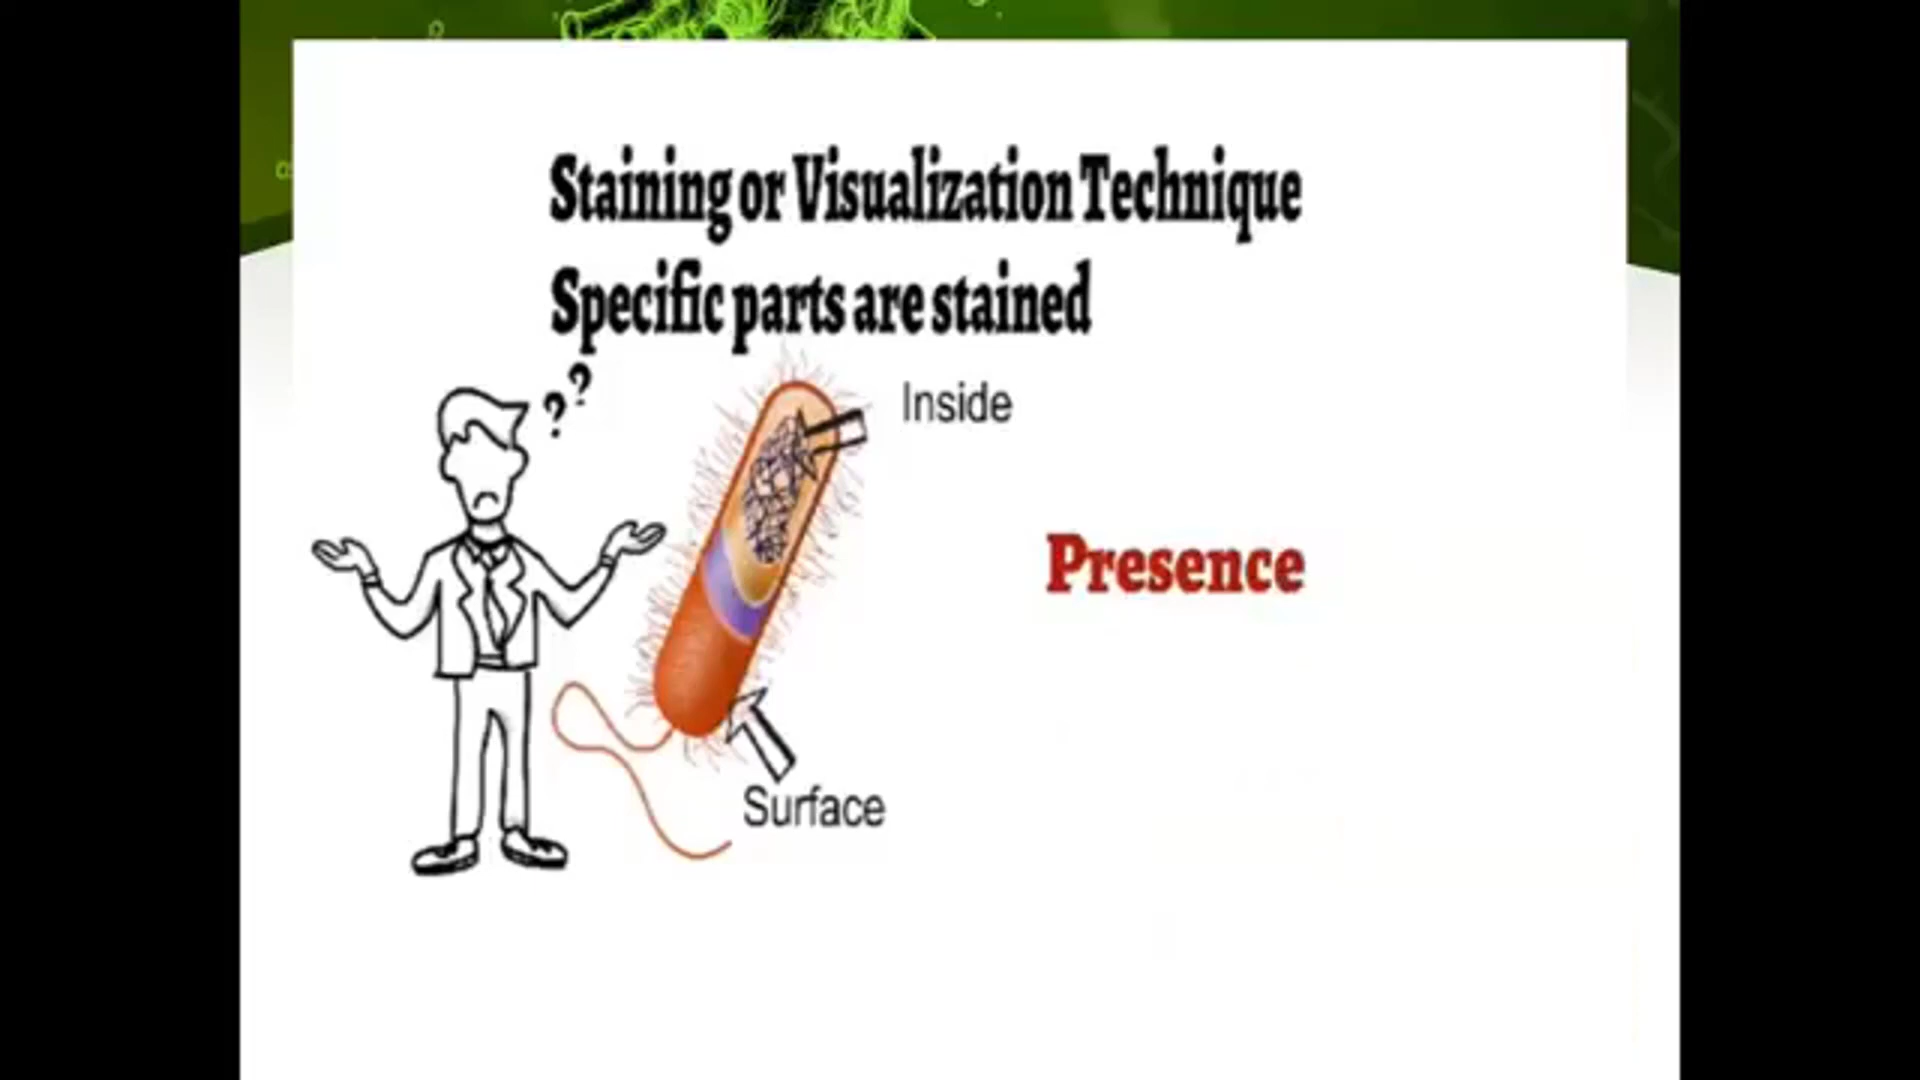 Staining or Visualization Technique
Specific parts are stained
? ?
Inside
Presence
Surface